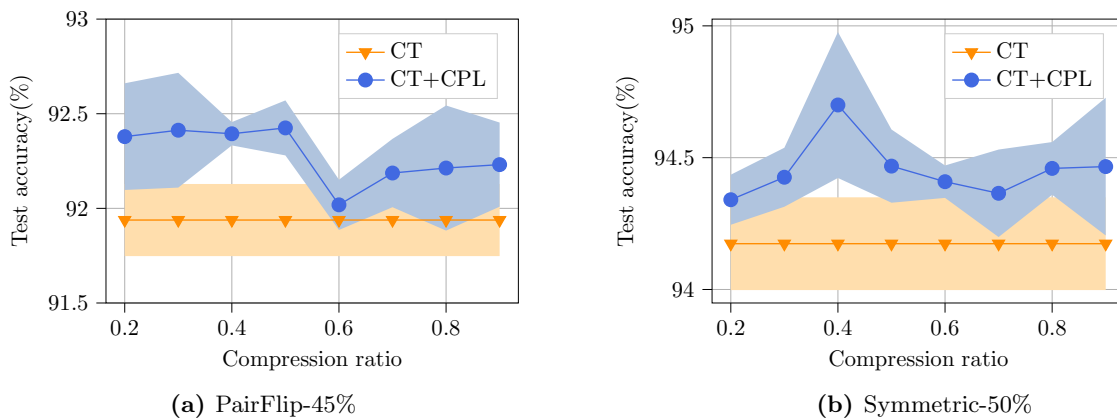 93
92.5
92
91.5
Test accuracy(%)
0.2 0.4 0.6 0.8
Compression ratio
CT
CT+CPL
(a) PairFlip-45%
95
94.5
94
Test accuracy(%)
0.2 0.4 0.6 0.8
Compression ratio
CT
CT+CPL
(b) Symmetric-50%